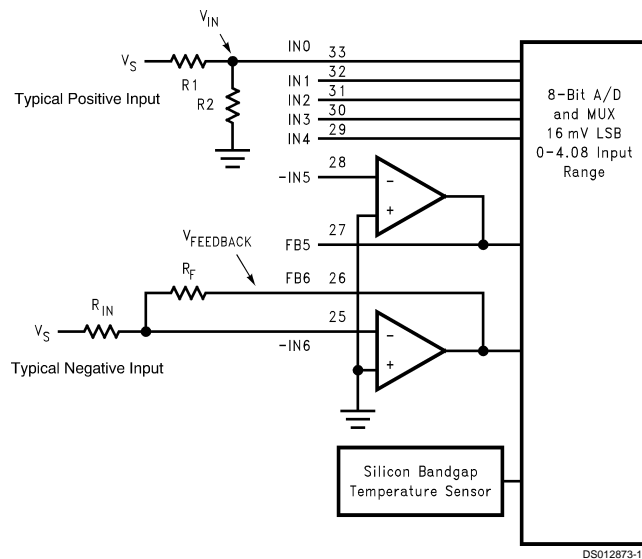 V_IN
IN0 33
V_S
R1
Typical Positive Input
R2
IN1 32
IN2 31
IN3 30
IN4 29
8-Bit A/D
and MUX
16 mV LSB
0-4.08 Input
Range
-IN5 28
-
+
FB5 27
V_FEEDBACK
R_F
FB6 26
R_IN
V_S
25
-IN6
-
+
Typical Negative Input
Silicon Bandgap
Temperature Sensor
DS012873-1